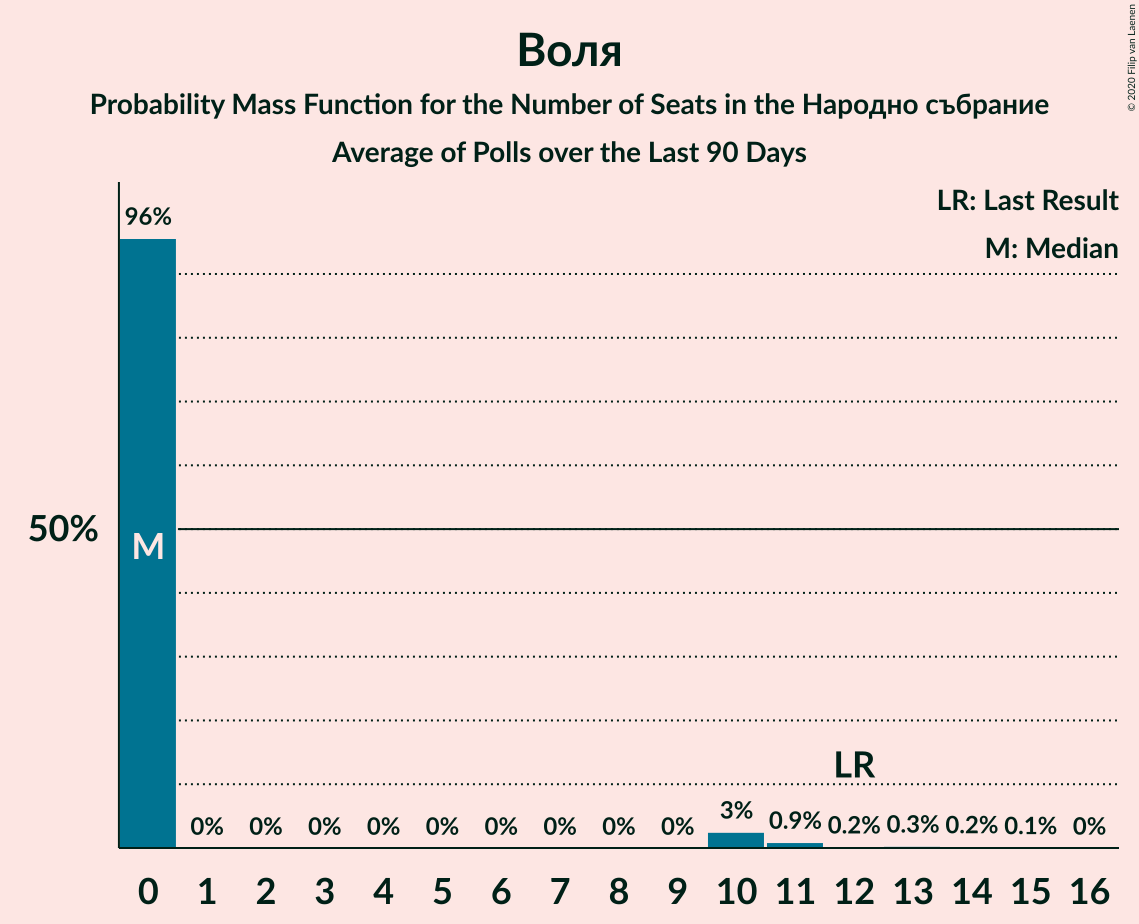 Воля
Probability Mass Function for the Number of Seats in the Народно събрание
Average of Polls over the Last 90 Days
© 2020 Filip van Laenen
LR: Last Result
M: Median
96%
50%
M
LR
0% 0% 0% 0% 0% 0% 0% 0% 0% 3% 0.9% 0.2% 0.3% 0.2% 0.1% 0%
0 1 2 3 4 5 6 7 8 9 10 11 12 13 14 15 16